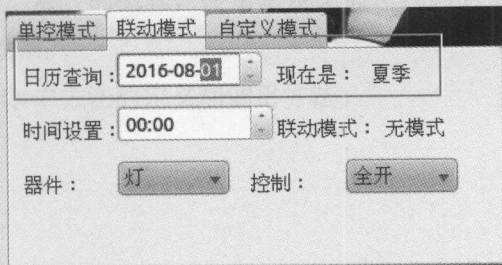 单控模式 联动模式 自定义模式
日历查询：2016-08-01 现在是： 夏季
时间设置：00:00 联动模式： 无模式
器件： 灯 控制： 全开